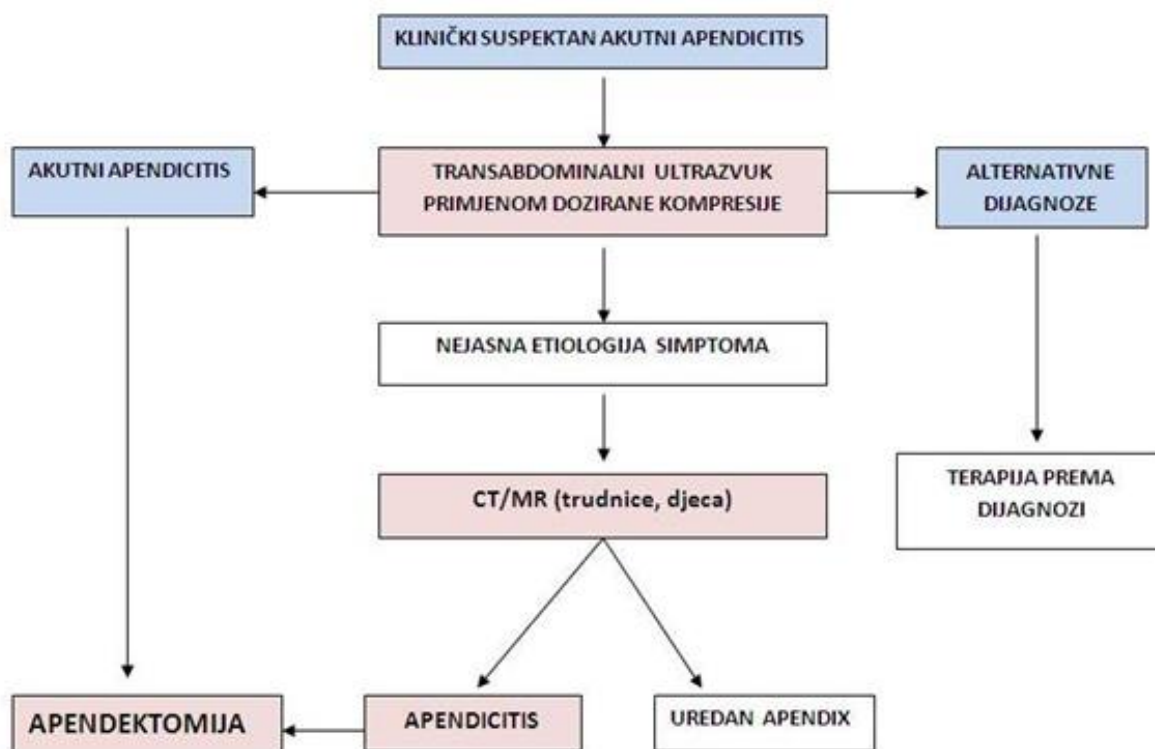 KLINIČKI SUSPEKTAN AKUTNI APENDICITIS
AKUTNI APENDICITIS
TRANSABDOMINALNI ULTRAZVUK
PRIMJENOM DOZIRANE KOMPRESIJE
ALTERNATIVNE
DIJAGNOZE
NEJASNA ETIOLOGIJA SIMPTOMA
TERAPIJA PREMA
DIJAGNOZI
CT/MR (trudnice, djeca)
APENDEKTOMIJA
APENDICITIS
UREDAN APENDIX